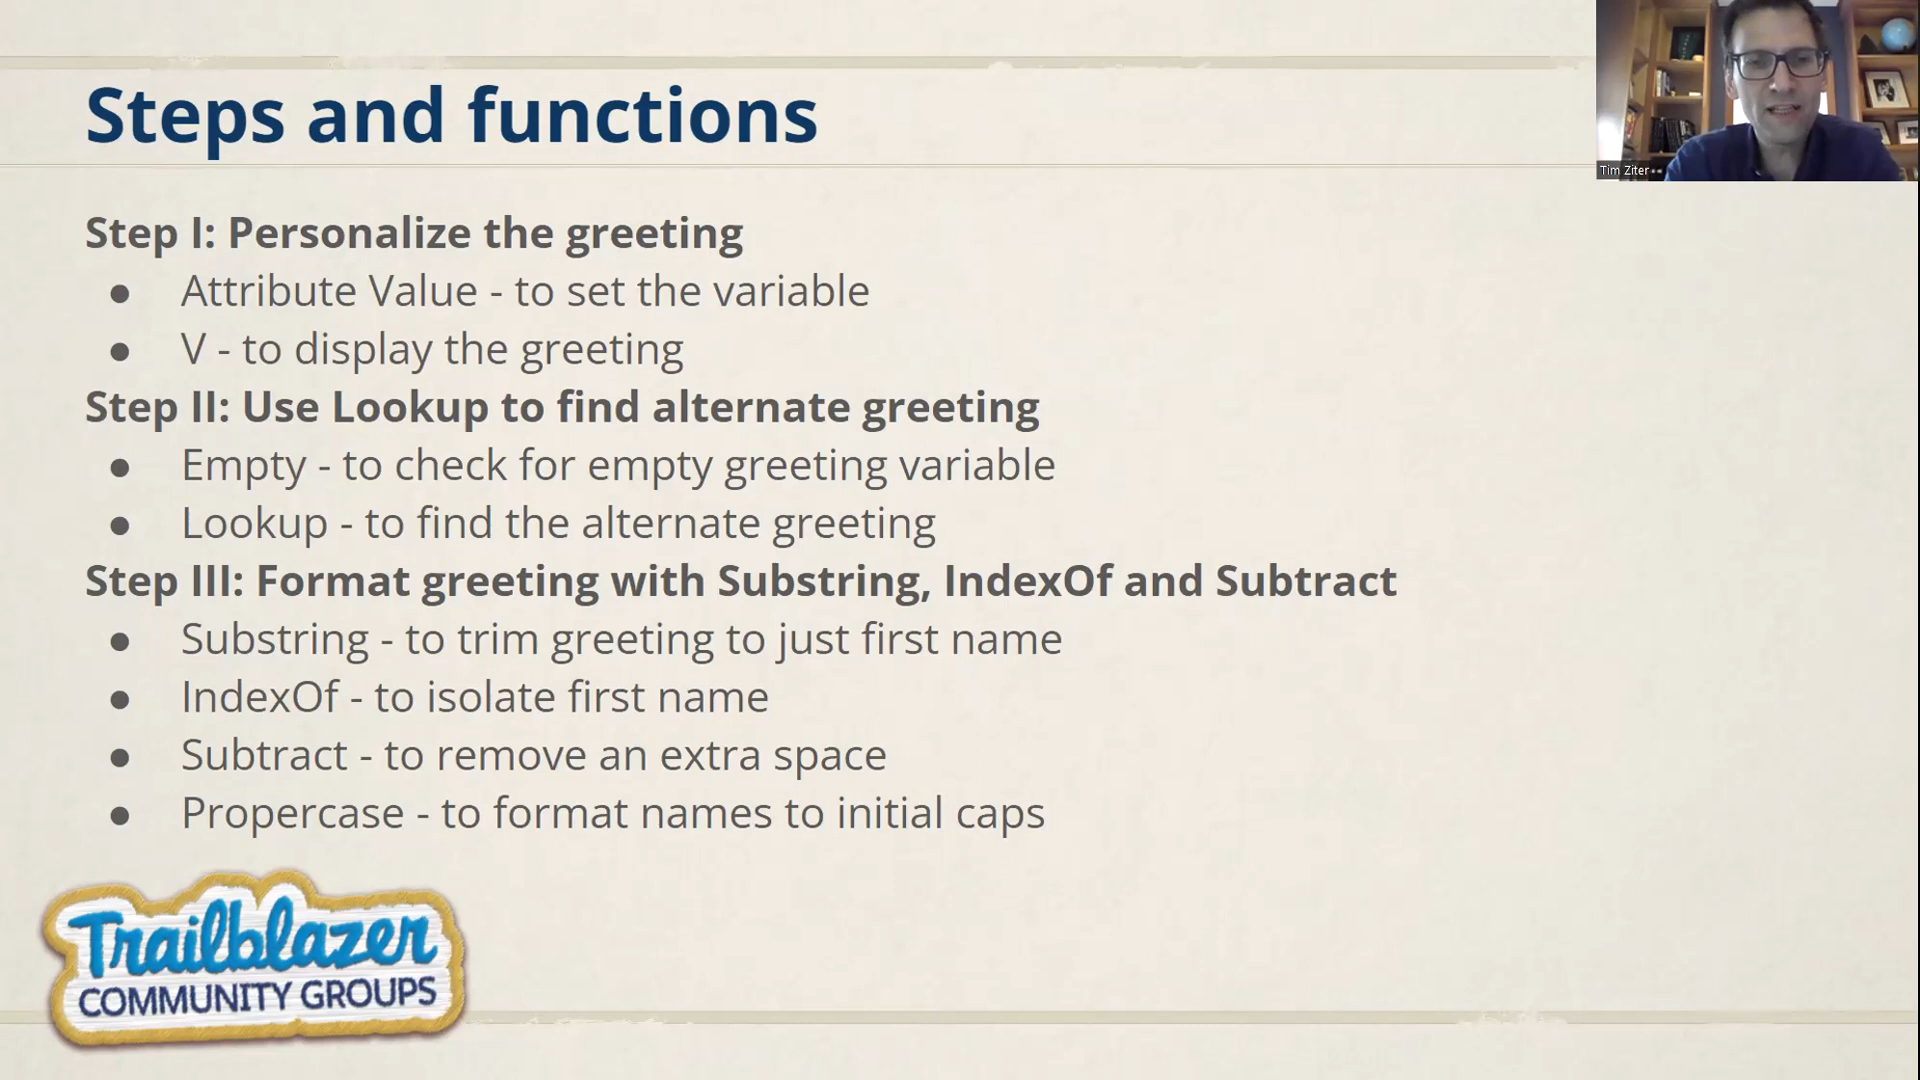 Steps and functions
Tim Ziter
Step I: Personalize the greeting
● Attribute Value - to set the variable
● V - to display the greeting
Step II: Use Lookup to find alternate greeting
● Empty - to check for empty greeting variable
● Lookup - to find the alternate greeting
Step III: Format greeting with Substring, IndexOf and Subtract
● Substring - to trim greeting to just first name
● IndexOf - to isolate first name
● Subtract - to remove an extra space
● Propercase - to format names to initial caps
Trailblazer
COMMUNITY GROUPS